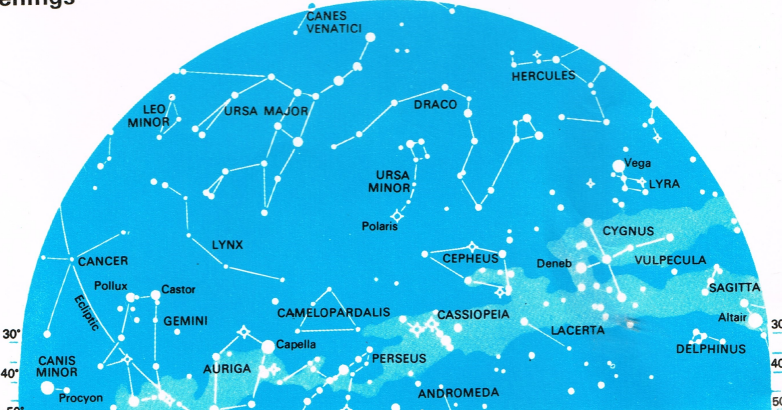 CANES
VENATICI
HERCULES
LEO
MINOR
URSA MAJOR
DRACO
Vega
LYRA
URSA
MINOR
Polaris
CYGNUS
LYNX
CEPHEUS
Deneb
VULPECULA
CANCER
Pollux
Castor
SAGITTA
Ecliptic
GEMINI
CAMELOPARDALIS
CASSIOPEIA
Altair
LACERTA
30°
30
Capella
DELPHINUS
CANIS
MINOR
PERSEUS
AURIGA
40°
40
ANDROMEDA
Procyon